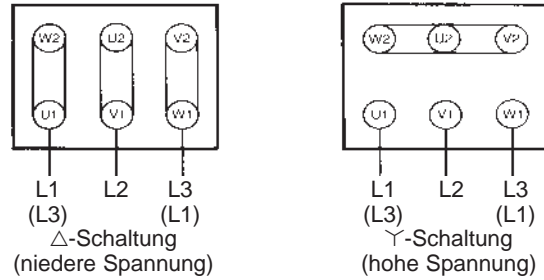 W2 U2 V2 W2 U2 V2
U1 V1 W1 U1 V1 W1
L1 L2 L3 L1 L2 L3
(L3) (L1) (L3) (L1)
△-Schaltung Y-Schaltung
(niedere Spannung) (hohe Spannung)